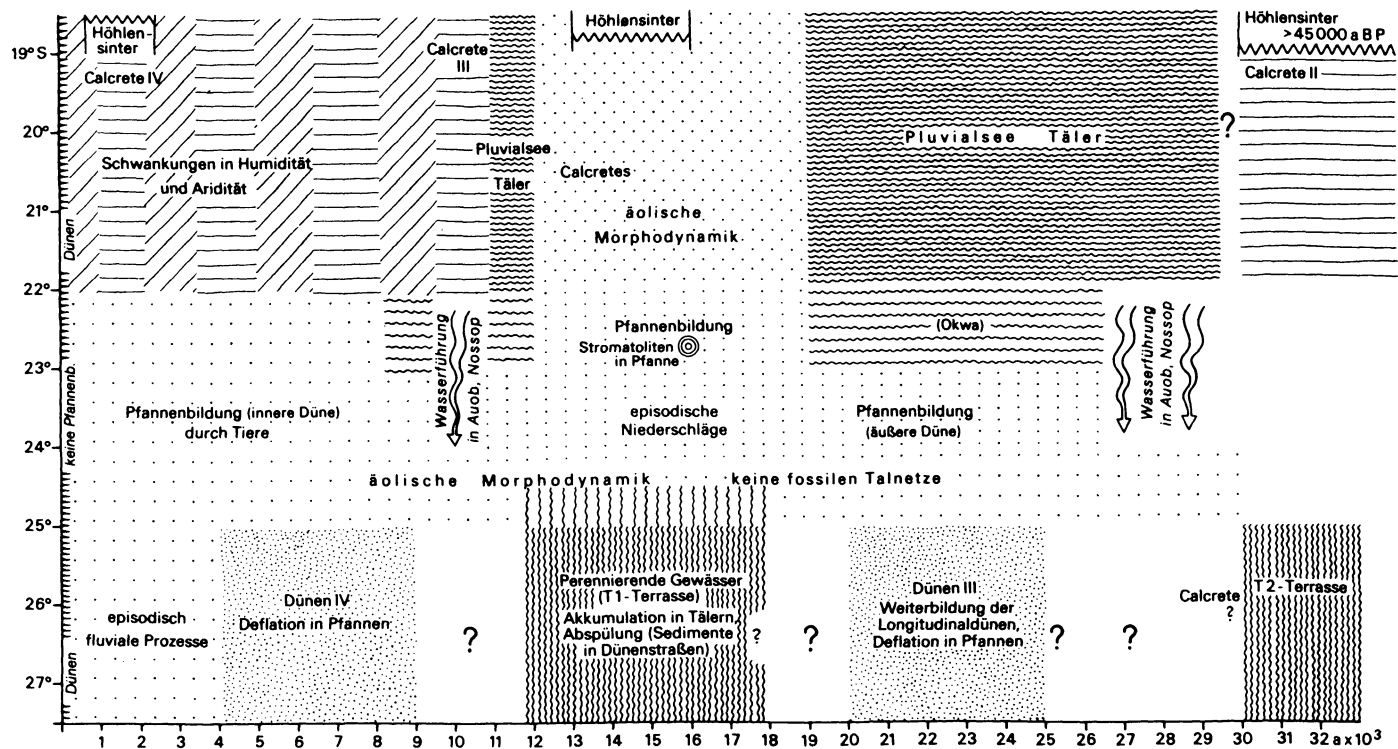 Höhlen-
sinter
Calcrete IV
Calcrete
III
Höhlensinter
Höhlensinter
>45000 a B P
Calcrete II
19°S
20°
21°
22°
23°
24°
25°
26°
27°
Dünen
keine Pfannenb.
Dünen
Schwankungen in Humidität
und Aridität
Pluvialsee
Täler
Calcretes
äolische
Morphodynamik
Pluvialsee Täler
?
Wasserführung
in Auob, Nossop
Pfannenbildung
Stromatoliten
in Pfanne
(Okwa)
Wasserführung
in Auob, Nossop
Pfannenbildung (innere Düne)
durch Tiere
episodische
Niederschläge
Pfannenbildung
(äußere Düne)
äolische Morphodynamik keine fossilen Talnetze
episodisch
fluviale Prozesse
Dünen IV
Deflation in Pfannen
?
Perennierende Gewässer
(T1-Terrasse)
Akkumulation in Tälern,
Abspülung (Sedimente
in Dünenstraßen)
?
?
Dünen III
Weiterbildung der
Longitudinaldünen,
Deflation in Pfannen
?
?
Calcrete
?
T2-Terrasse
1 2 3 4 5 6 7 8 9 10 11 12 13 14 15 16 17 18 19 20 21 22 23 24 25 26 27 28 29 30 31 32 a x 10³